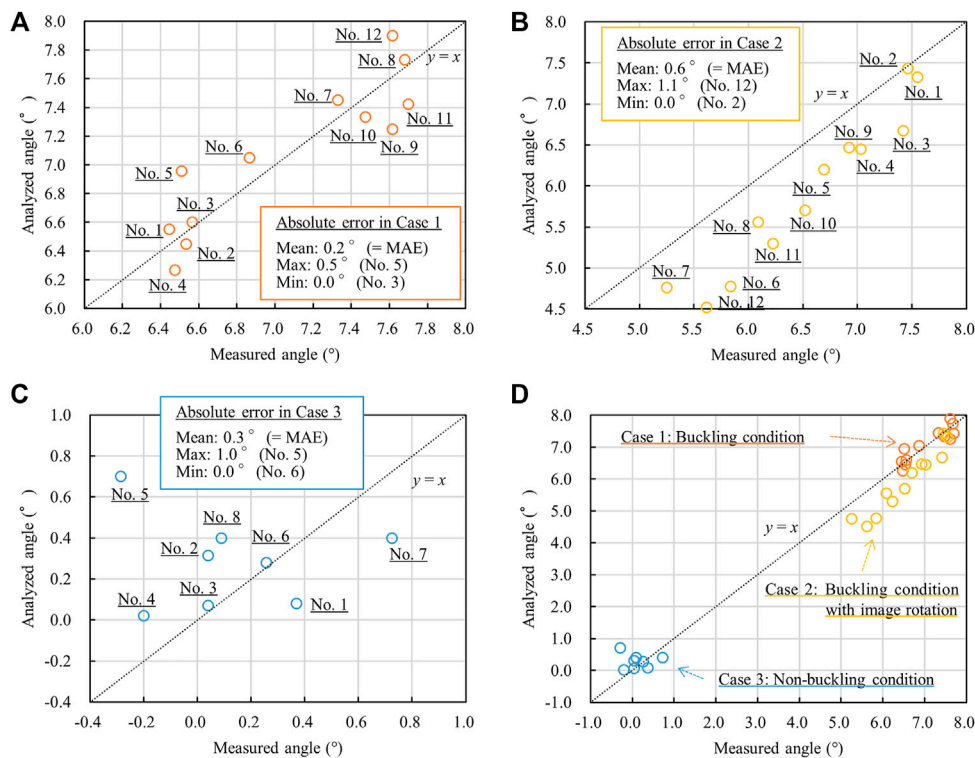 A
8.0
7.8
7.6
7.4
7.2
7.0
6.8
6.6
6.4
6.2
6.0
6.0 6.2 6.4 6.6 6.8 7.0 7.2 7.4 7.6 7.8 8.0
Analyzed angle (°)
Measured angle (°)
No. 12
No. 8
y = x
No. 7
No. 11
No. 10
No. 9
No. 6
No. 5
No. 3
No. 1
No. 2
No. 4
Absolute error in Case 1
Mean: 0.2° (= MAE)
Max: 0.5° (No. 5)
Min: 0.0° (No. 3)
B
8.0
7.5
7.0
6.5
6.0
5.5
5.0
4.5
4.5 5.0 5.5 6.0 6.5 7.0 7.5 8.0
Analyzed angle (°)
Measured angle (°)
Absolute error in Case 2
Mean: 0.6° (= MAE)
Max: 1.1° (No. 12)
Min: 0.0° (No. 2)
No. 2
No. 1
y = x
No. 9
No. 3
No. 4
No. 5
No. 10
No. 8
No. 11
No. 7
No. 6
No. 12
C
1.0
0.8
0.6
0.4
0.2
0.0
-0.2
-0.4
-0.4 -0.2 0.0 0.2 0.4 0.6 0.8 1.0
Analyzed angle (°)
Measured angle (°)
Absolute error in Case 3
Mean: 0.3° (= MAE)
Max: 1.0° (No. 5)
Min: 0.0° (No. 6)
y = x
No. 5
No. 8
No. 6
No. 2
No. 7
No. 3
No. 4
No. 1
D
8.0
7.0
6.0
5.0
4.0
3.0
2.0
1.0
0.0
-1.0
-1.0 0.0 1.0 2.0 3.0 4.0 5.0 6.0 7.0 8.0
Analyzed angle (°)
Measured angle (°)
Case 1: Buckling condition
y = x
Case 2: Buckling condition
with image rotation
Case 3: Non-buckling condition